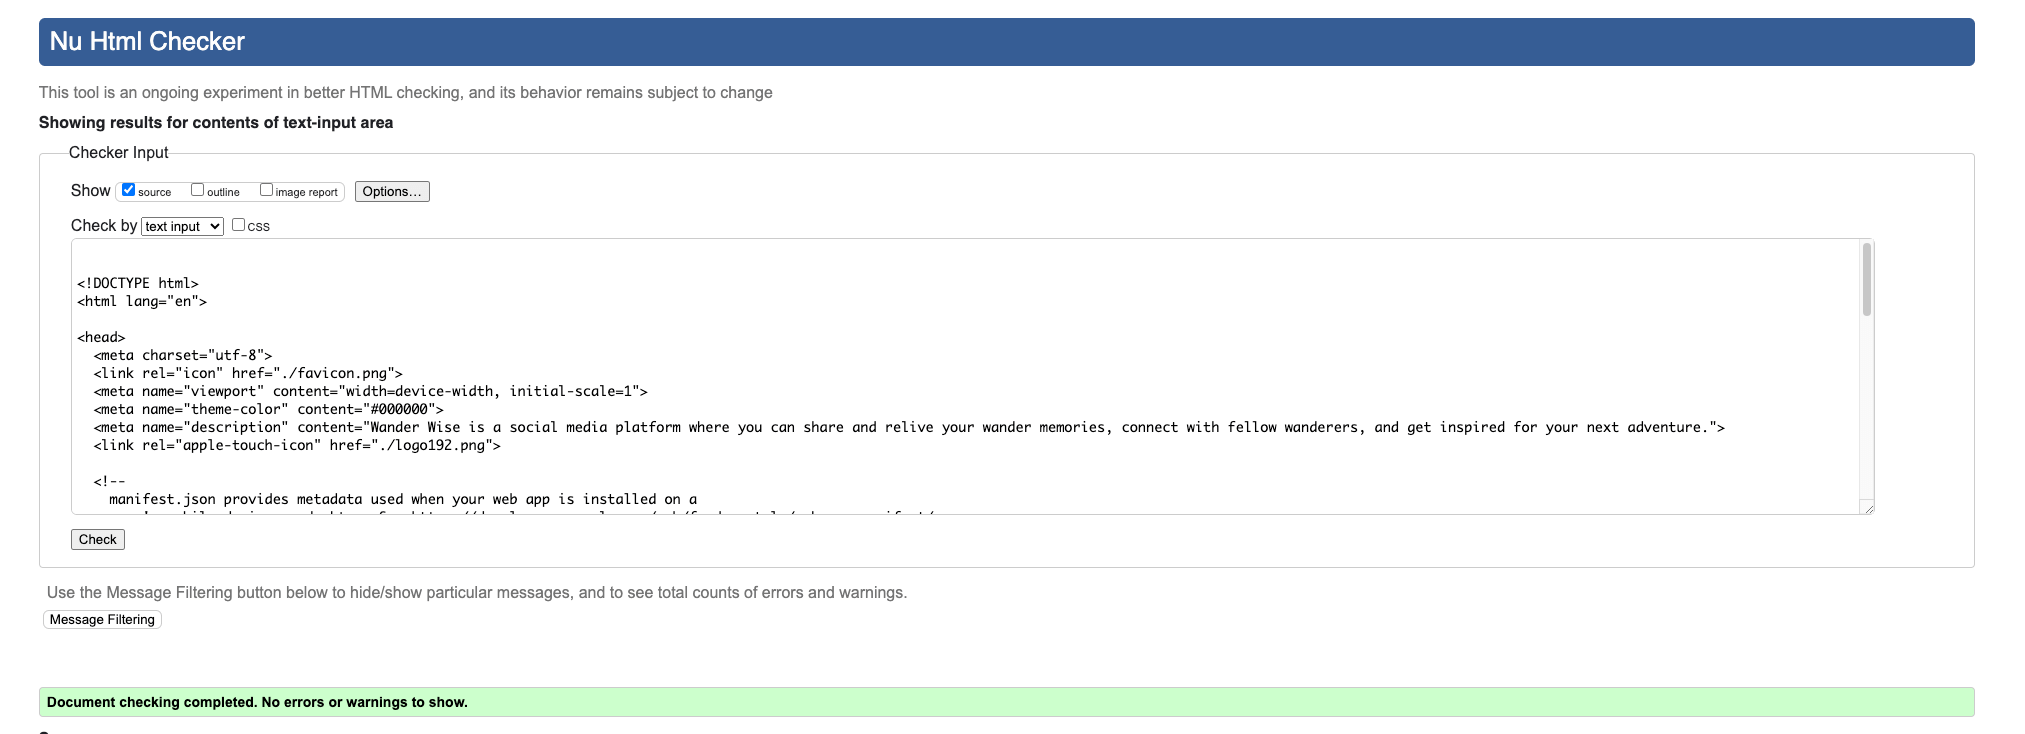 Nu Html Checker
This tool is an ongoing experiment in better HTML checking, and its behavior remains subject to change
Showing results for contents of text-input area
Checker Input
Show source outline image report Options...
Check by text input css
<!DOCTYPE html>
<html lang="en">
<head>
<meta charset="utf-8">
<link rel="icon" href="./favicon.png">
<meta name="viewport" content="width=device-width, initial-scale=1">
<meta name="theme-color" content="#000000">
<meta name="description" content="Wander Wise is a social media platform where you can share and relive your wander memories, connect with fellow wanderers, and get inspired for your next adventure.">
<link rel="apple-touch-icon" href="./logo192.png">
<!--
manifest.json provides metadata used when your web app is installed on a
Check
Use the Message Filtering button below to hide/show particular messages, and to see total counts of errors and warnings.
Message Filtering
Document checking completed. No errors or warnings to show.